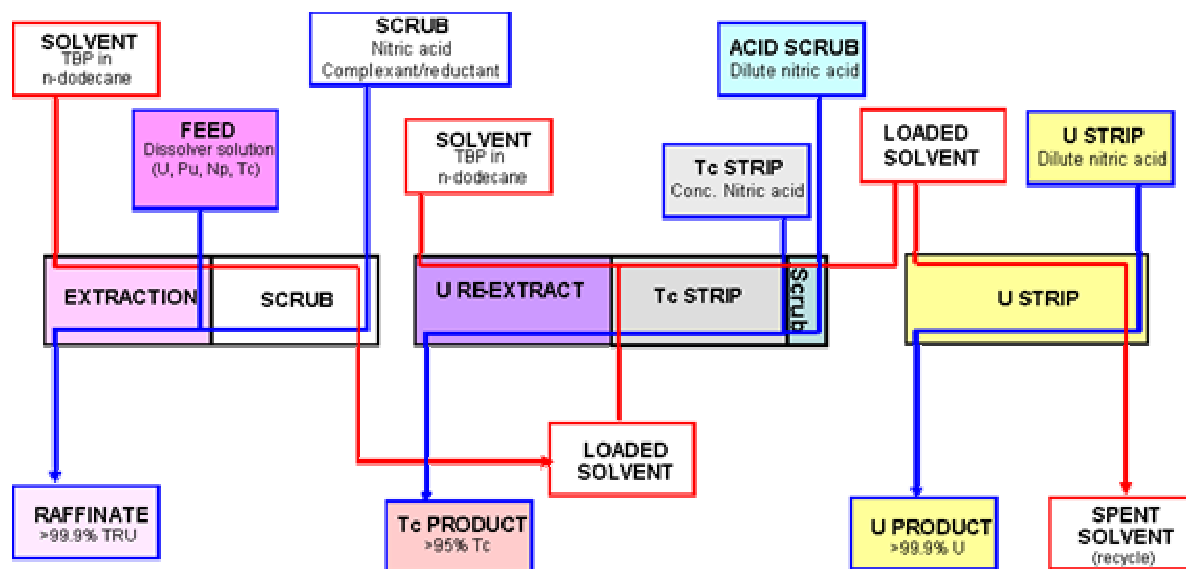 SOLVENT
TBP in
n-dodecane
SCRUB
Nitric acid
Complexant/reductant
ACID SCRUB
Dilute nitric acid
FEED
Dissolver solution
(U, Pu, Np, Tc)
SOLVENT
TBP in
n-dodecane
Tc STRIP
Conc. Nitric acid
LOADED
SOLVENT
U STRIP
Dilute nitric acid
EXTRACTION
SCRUB
U RE-EXTRACT
Tc STRIP
Scrub
U STRIP
LOADED
SOLVENT
RAFFINATE
>99.9% TRU
Tc PRODUCT
>95% Tc
U PRODUCT
>99.9% U
SPENT
SOLVENT
(recycle)